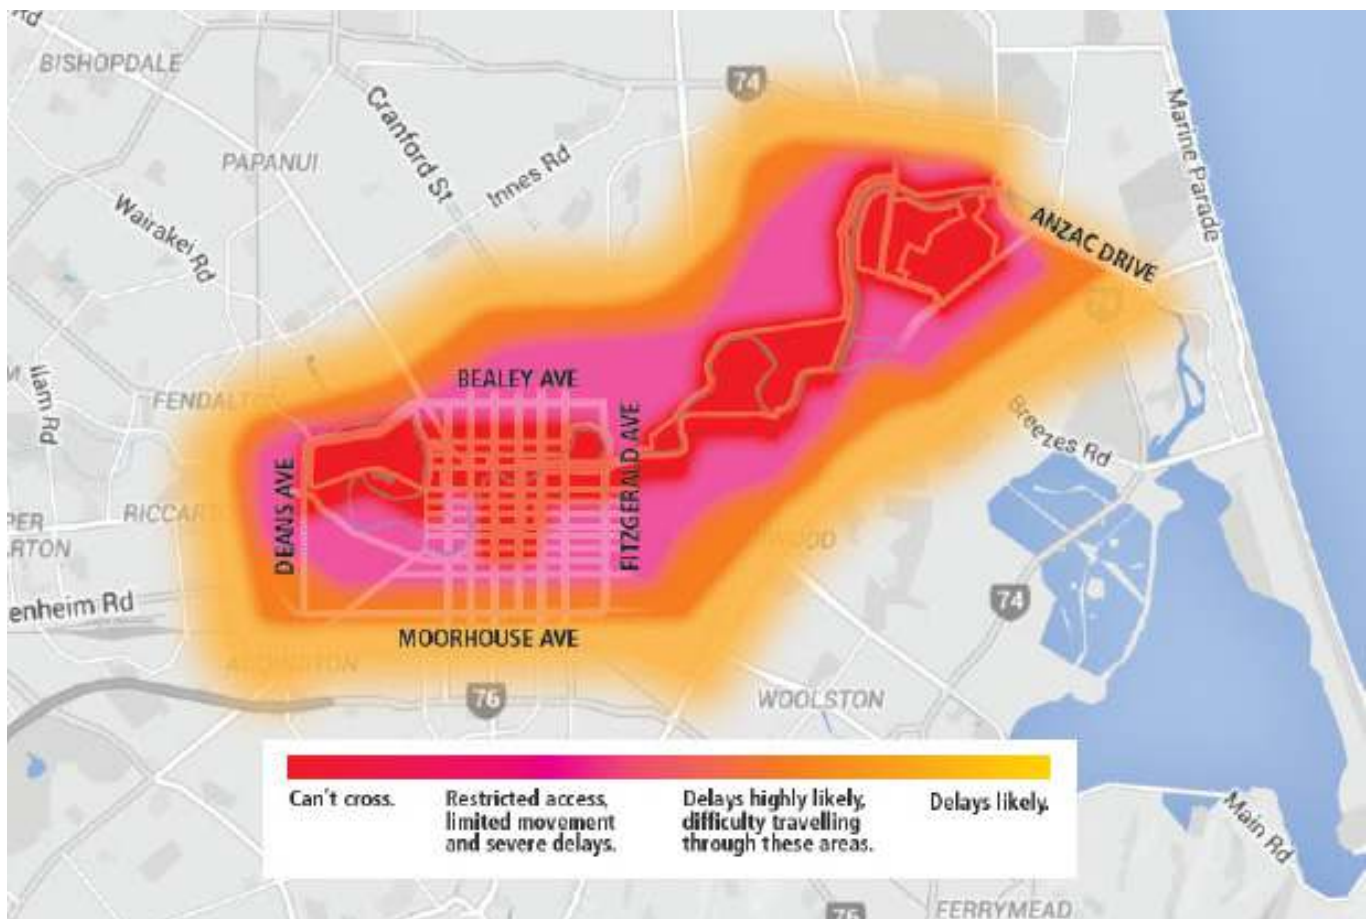 Rd
BISHOPDALE
74
Cranford St
Marine Parade
PAPANUI
Innes Rd
Wairakei Rd
ANZAC DRIVE
Ilam Rd
BEALEY AVE
FENDALTON
FITZGERALD AVE
Breezes Rd
DEANS AVE
MOORHOUSE AVE
74
76
WOOLSTON
Can't cross.
Restricted access,
limited movement
and severe delays.
Delays highly likely,
difficulty travelling
through these areas.
Delays likely.
Main Rd
76
FERRYMEAD